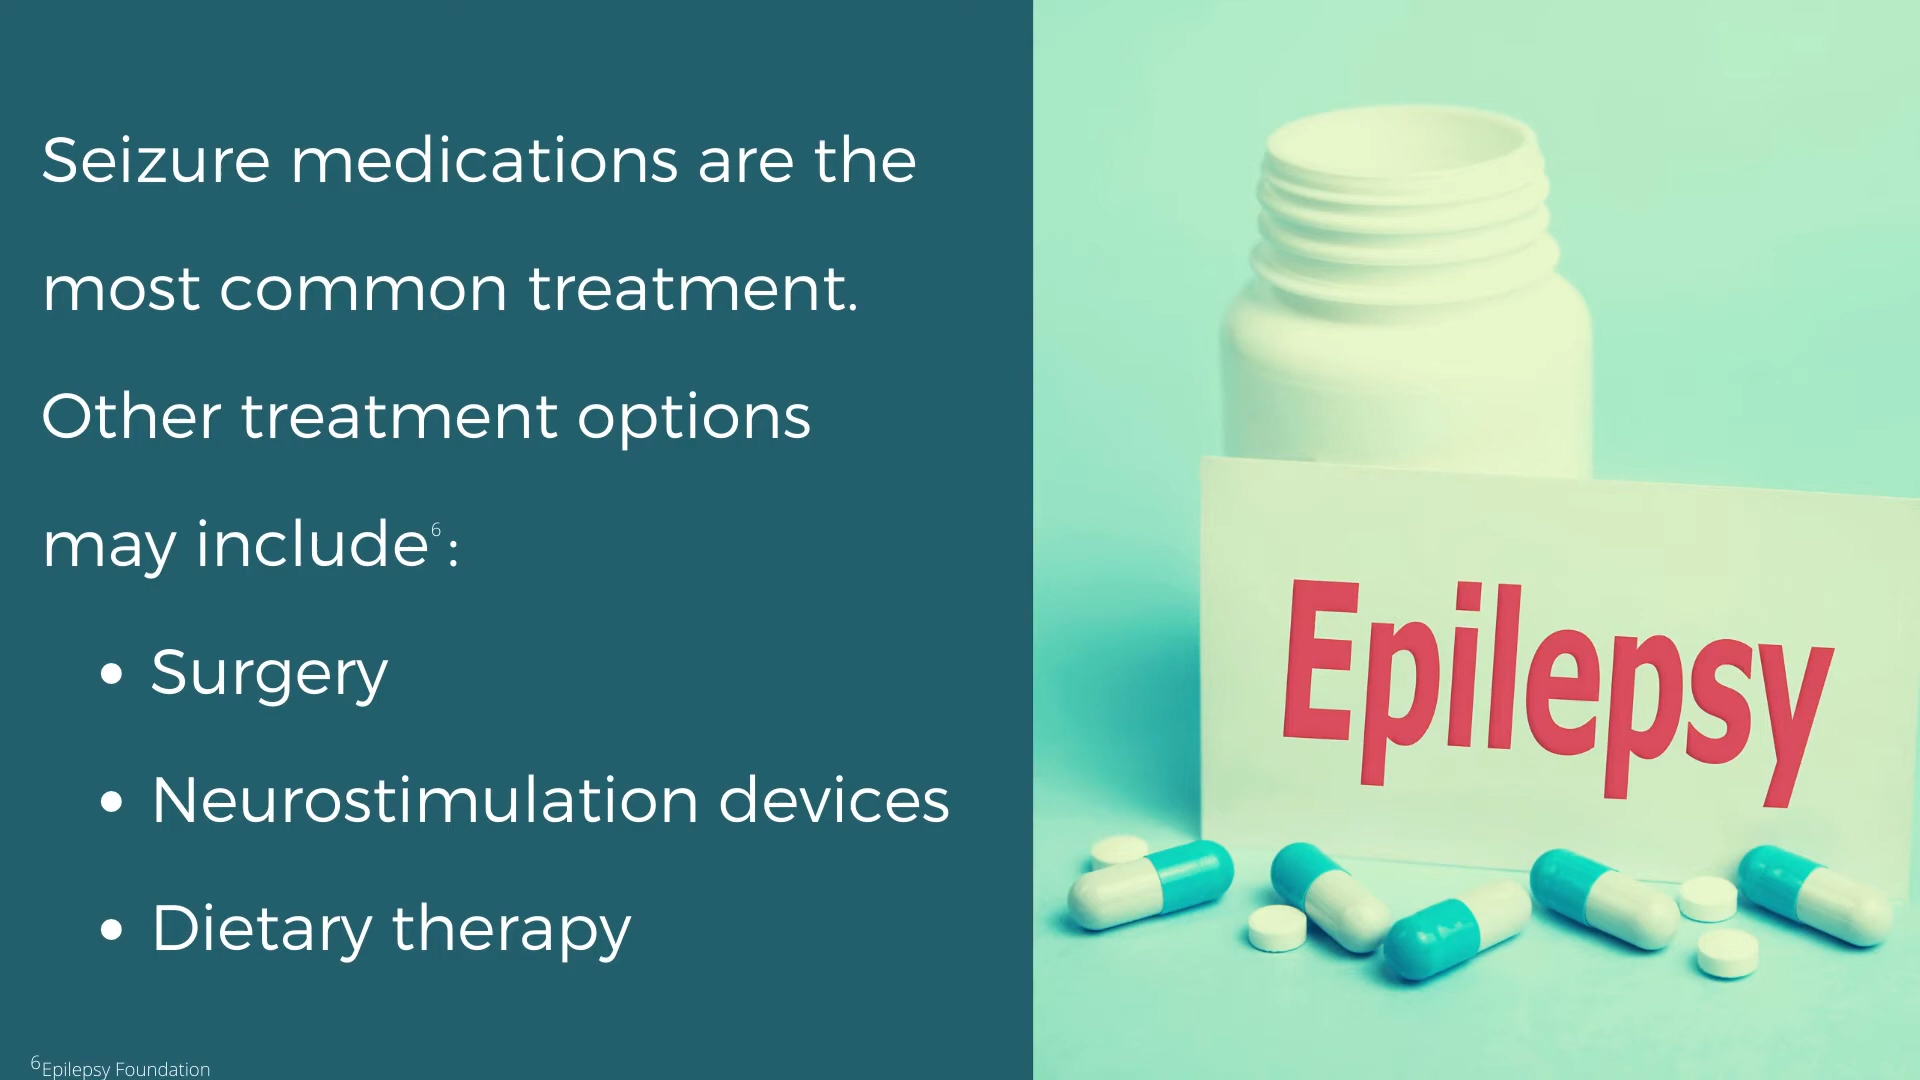 Seizure medications are the
most common treatment.
Other treatment options
may include⁶:
• Surgery
• Neurostimulation devices
• Dietary therapy
⁶Epilepsy Foundation
Epilepsy